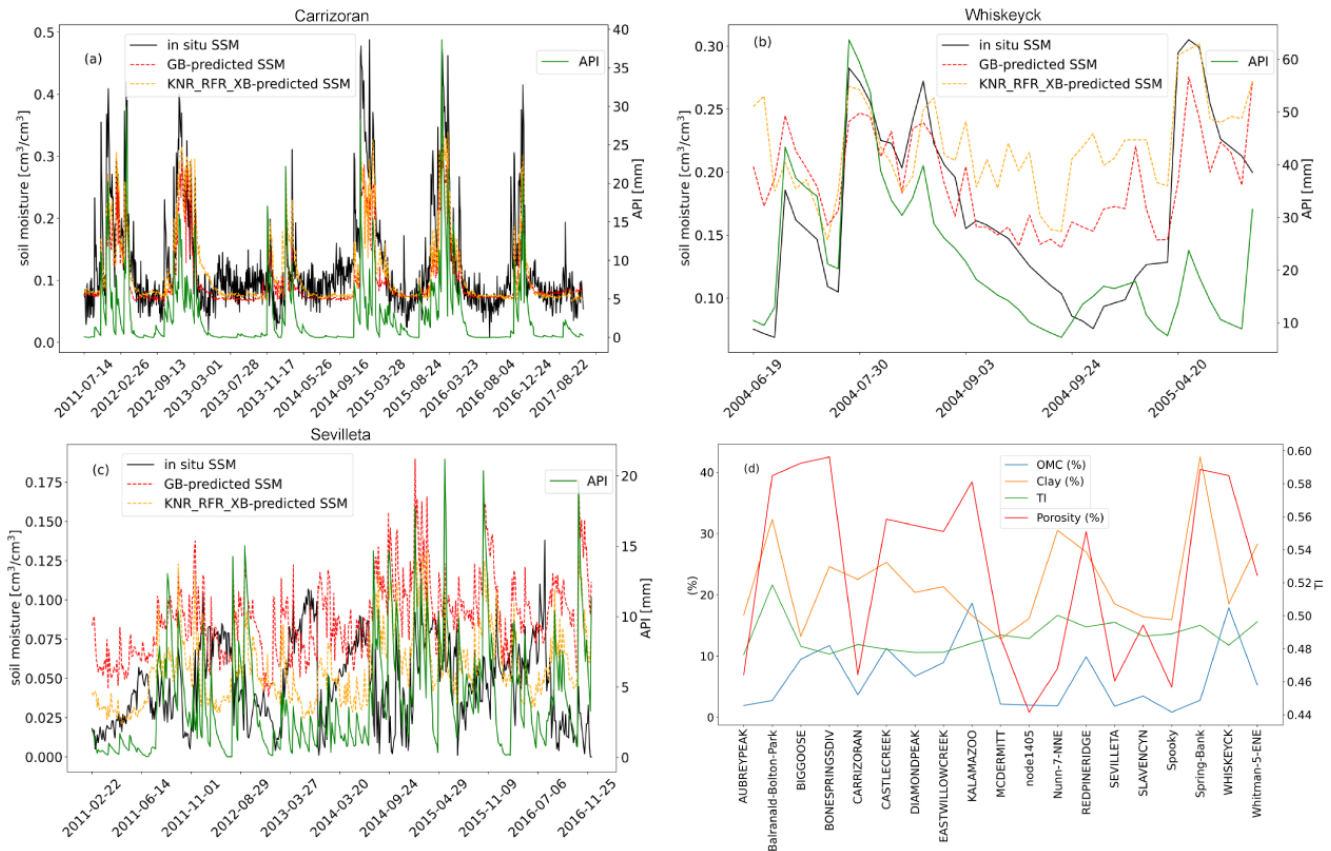 Carrizoran
(a)
in situ SSM
GB-predicted SSM
KNR_RFR_XB-predicted SSM
API
soil moisture [cm³/cm³]
0.5
0.4
0.3
0.2
0.1
0.0
API [mm]
40
35
30
25
20
15
10
5
0
2011-07-14
2012-02-26
2012-09-13
2013-03-01
2013-07-28
2013-11-17
2014-05-26
2014-09-16
2015-03-28
2015-08-24
2016-03-23
2016-08-04
2016-12-24
2017-08-22
Whiskeyck
(b)
in situ SSM
GB-predicted SSM
KNR_RFR_XB-predicted SSM
API
soil moisture [cm³/cm³]
0.30
0.25
0.20
0.15
0.10
API [mm]
60
50
40
30
20
10
2004-06-19
2004-07-30
2004-09-03
2004-09-24
2005-04-20
Sevilleta
(c)
in situ SSM
GB-predicted SSM
KNR_RFR_XB-predicted SSM
API
soil moisture [cm³/cm³]
0.175
0.150
0.125
0.100
0.075
0.050
0.025
0.000
API [mm]
20
15
10
5
0
2011-02-22
2011-06-14
2011-11-01
2012-08-29
2013-03-27
2014-03-20
2014-09-24
2015-04-29
2015-11-09
2016-07-06
2016-11-25
(d)
OMC (%)
Clay (%)
TI
Porosity (%)
(%)
40
30
20
10
0
TI
0.60
0.58
0.56
0.54
0.52
0.50
0.48
0.46
0.44
AUBREYPEAK
Balranald-Bolton-Park
BIGGOOSE
BONESPRINGSDIV
CARRIZORAN
CASTLECREEK
DIAMONDPEAK
EASTWILLOWCREEK
KALAMAZOO
MCDERMITT
node1405
Nunn-7-NNE
REDPINERIDGE
SEVILLETA
SLAVENCYN
Spooky
Spring-Bank
WHISKEYCK
Whitman-5-ENE